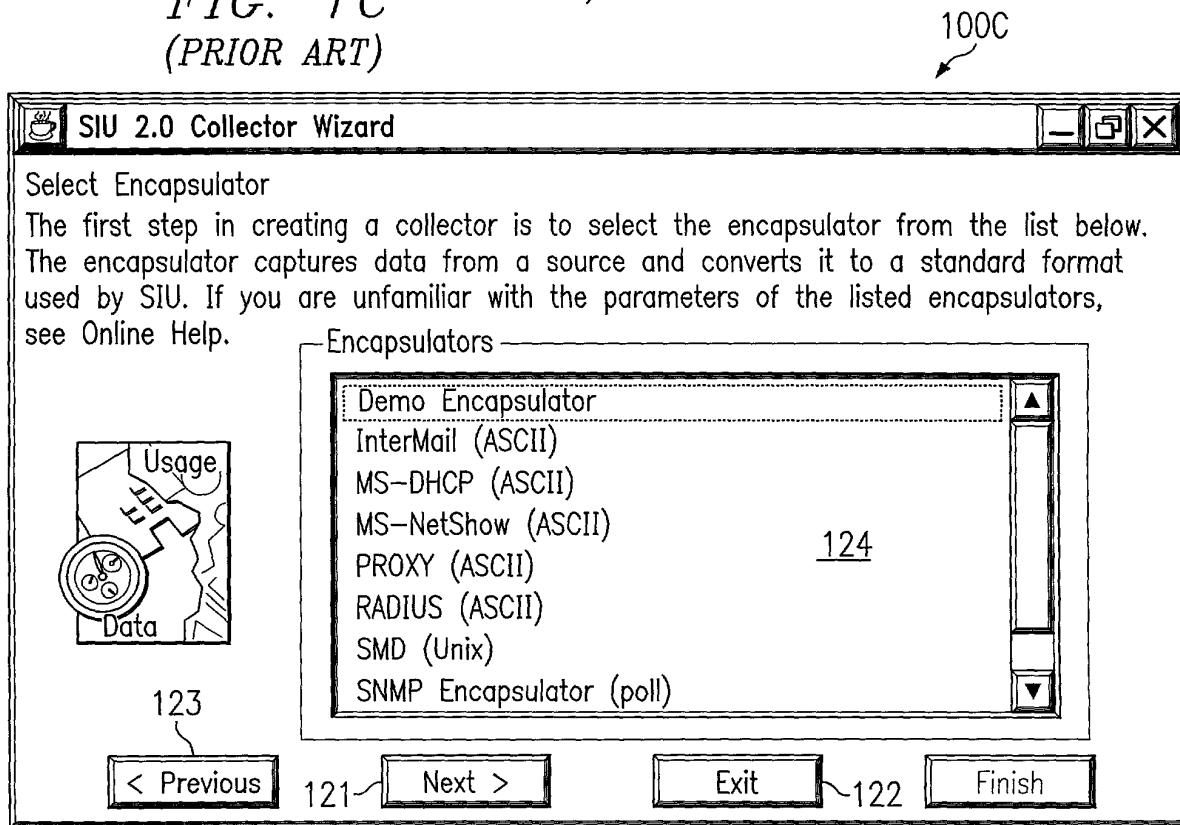 FIG. 1C
(PRIOR ART)
100C
SIU 2.0 Collector Wizard
Select Encapsulator
The first step in creating a collector is to select the encapsulator from the list below.
The encapsulator captures data from a source and converts it to a standard format
used by SIU. If you are unfamiliar with the parameters of the listed encapsulators,
see Online Help.
Encapsulators
Demo Encapsulator
InterMail (ASCII)
MS-DHCP (ASCII)
MS-NetShow (ASCII)
PROXY (ASCII)
RADIUS (ASCII)
SMD (Unix)
SNMP Encapsulator (poll)
124
Usage
Data
123
< Previous
121
Next >
Exit
122
Finish